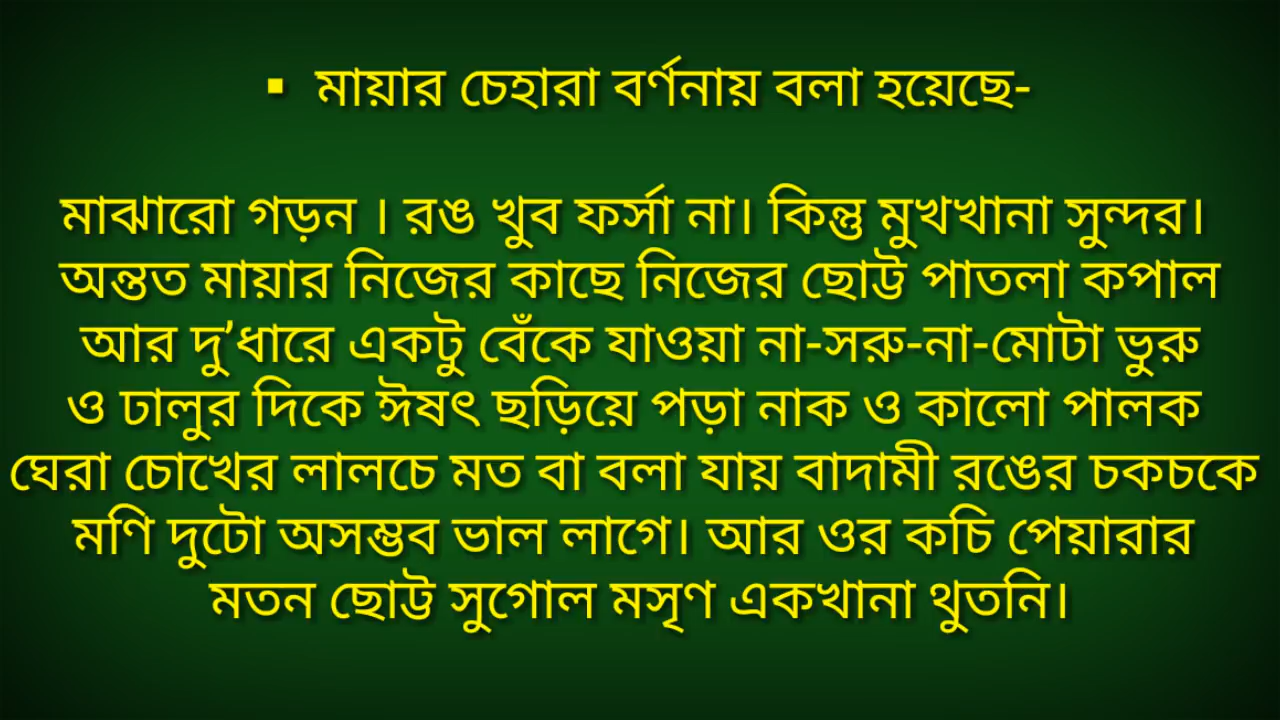 ▪ মায়ার চেহারা বর্ণনায় বলা হয়েছে-
মাঝারো গড়ন । রঙ খুব ফর্সা না। কিন্তু মুখখানা সুন্দর।
অন্তত মায়ার নিজের কাছে নিজের ছোট্ট পাতলা কপাল
আর দু’ধারে একটু বেঁকে যাওয়া না-সরু-না-মোটা ভুরু
ও ঢালুর দিকে ঈষৎ ছড়িয়ে পড়া নাক ও কালো পালক
ঘেরা চোখের লালচে মত বা বলা যায় বাদামী রঙের চকচকে
মণি দুটো অসম্ভব ভাল লাগে। আর ওর কচি পেয়ারার
মতন ছোট্ট সুগোল মসৃণ একখানা থুতনি।